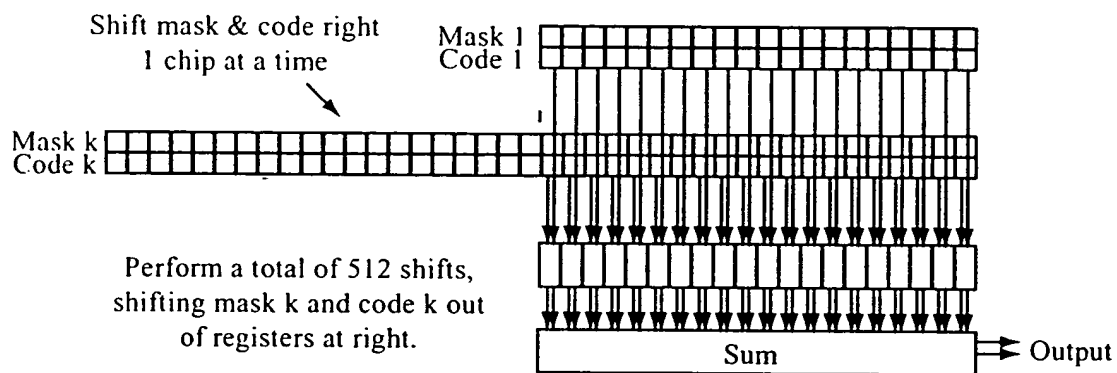 Shift mask & code right
1 chip at a time
Mask 1
Code 1
Mask k
Code k
Perform a total of 512 shifts,
shifting mask k and code k out
of registers at right.
Sum
Output